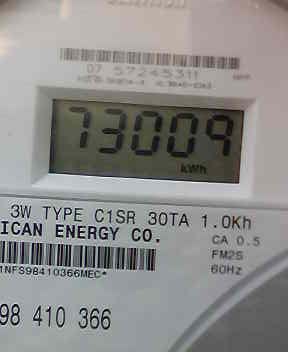 07 57245311
73009
kWh
3W TYPE C1SR 30TA 1.0Kh
ICAN ENERGY CO.
CA 0.5
FM2S
60Hz
1NFS98410366MEC*
98 410 366